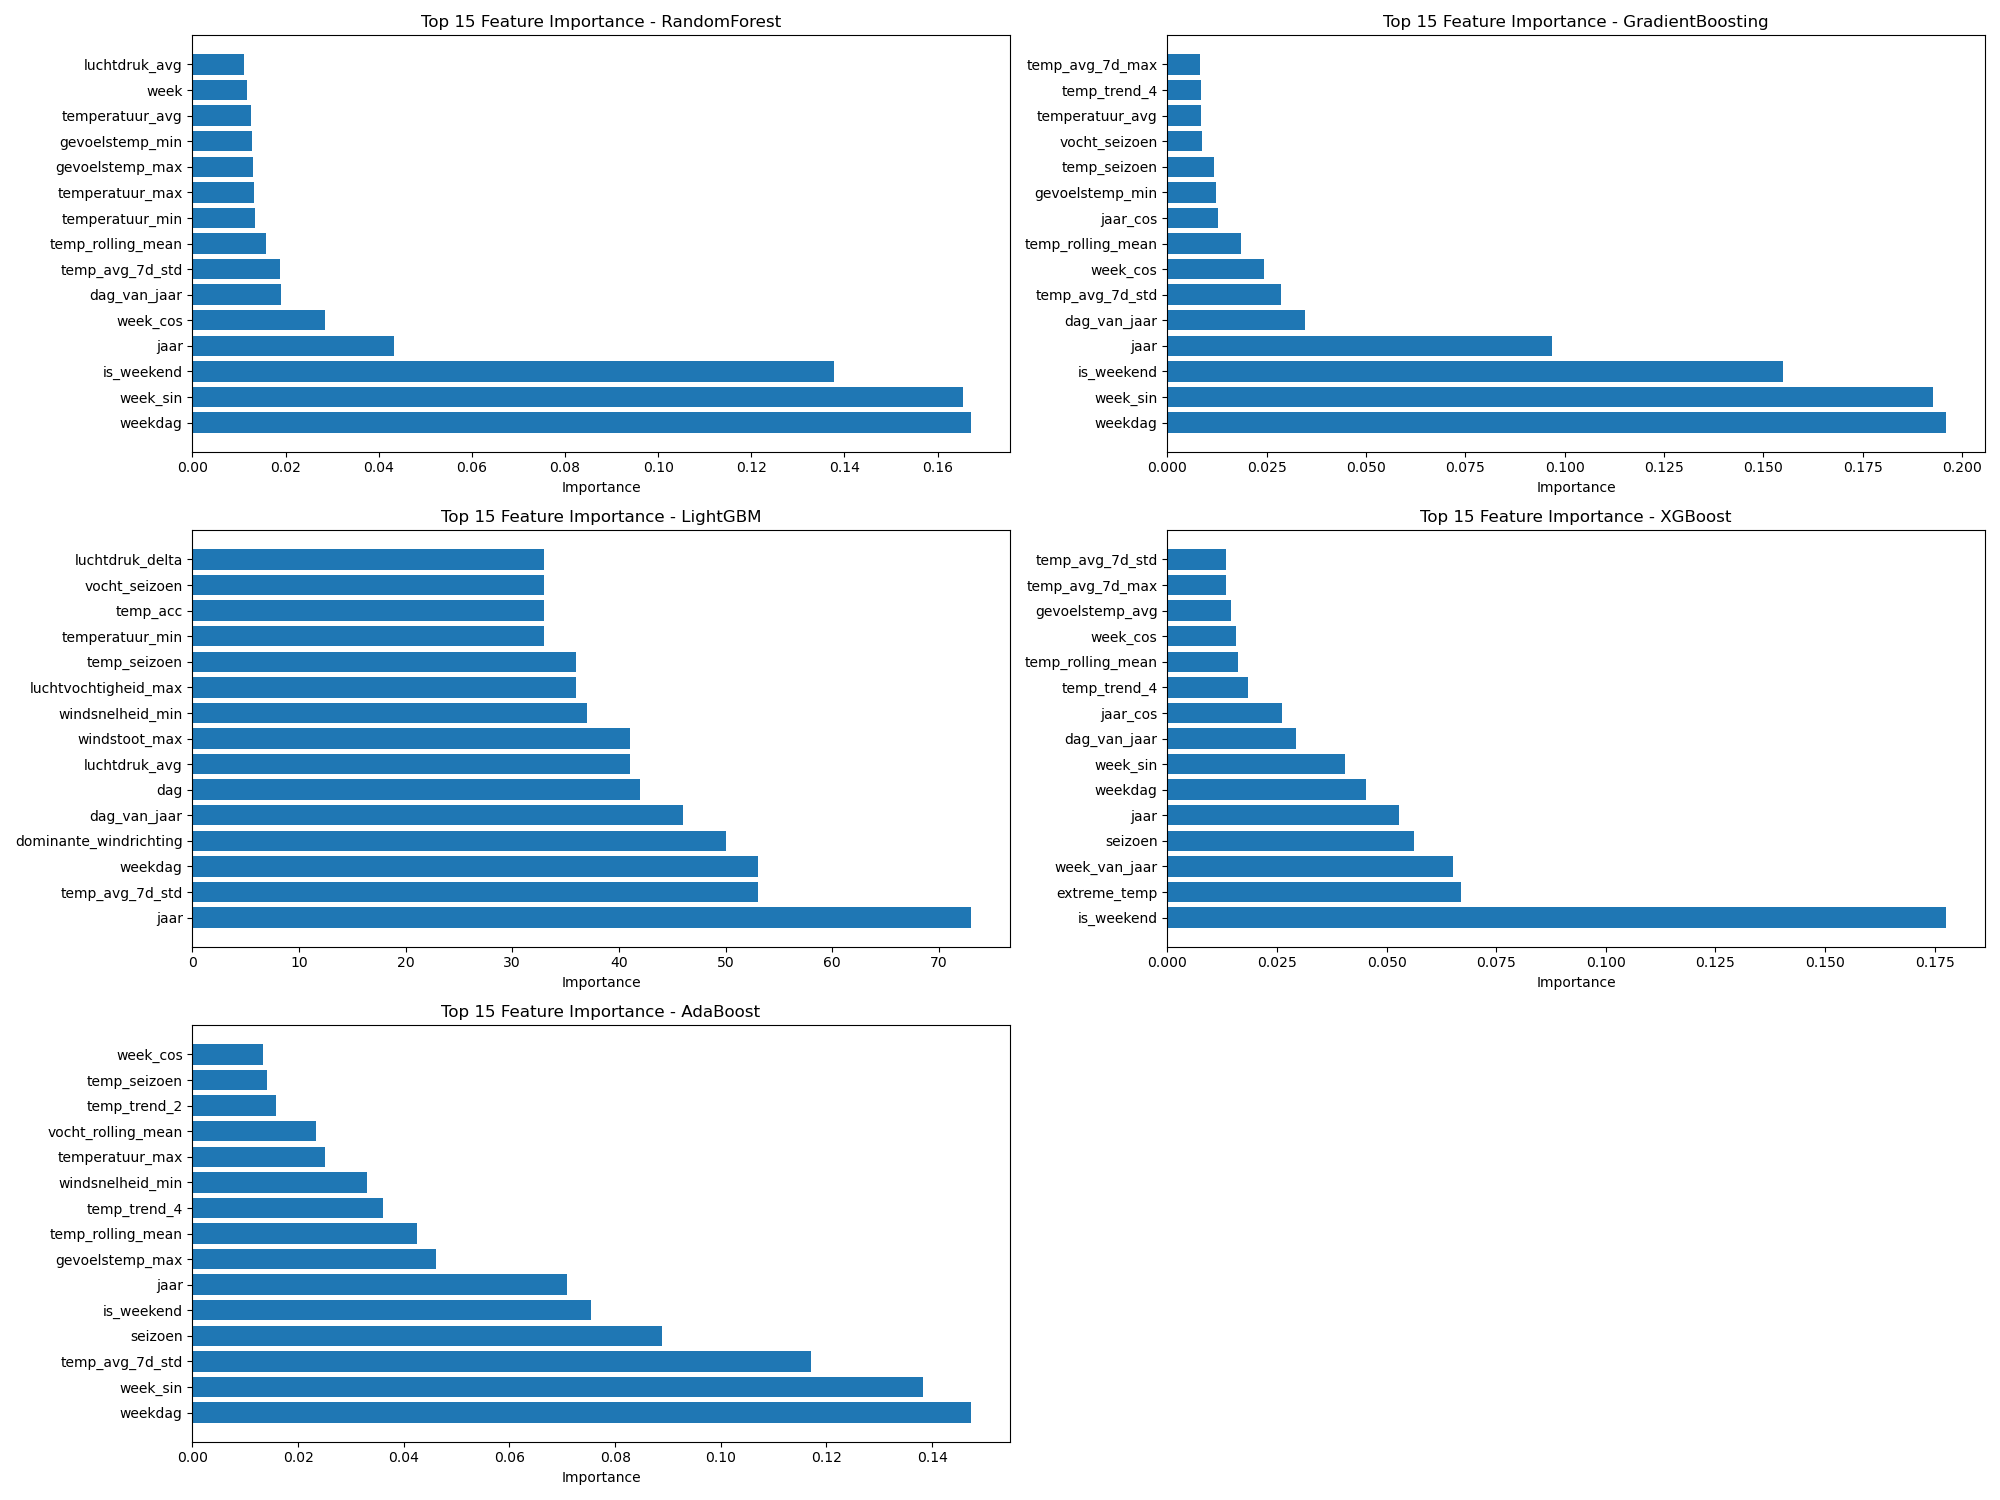 Top 15 Feature Importance - RandomForest
luchtdruk_avg
week
temperatuur_avg
gevoelstemp_min
gevoelstemp_max
temperatuur_max
temperatuur_min
temp_rolling_mean
temp_avg_7d_std
dag_van_jaar
week_cos
jaar
is_weekend
week_sin
weekdag
0.00 0.02 0.04 0.06 0.08 0.10 0.12 0.14 0.16
Importance
Top 15 Feature Importance - GradientBoosting
temp_avg_7d_max
temp_trend_4
temperatuur_avg
vocht_seizoen
temp_seizoen
gevoelstemp_min
jaar_cos
temp_rolling_mean
week_cos
temp_avg_7d_std
dag_van_jaar
jaar
is_weekend
week_sin
weekdag
0.000 0.025 0.050 0.075 0.100 0.125 0.150 0.175 0.200
Importance
Top 15 Feature Importance - LightGBM
luchtdruk_delta
vocht_seizoen
temp_acc
temperatuur_min
temp_seizoen
luchtvochtigheid_max
windsnelheid_min
windstoot_max
luchtdruk_avg
dag
dag_van_jaar
dominante_windrichting
weekdag
temp_avg_7d_std
jaar
0 10 20 30 40 50 60 70
Importance
Top 15 Feature Importance - XGBoost
temp_avg_7d_std
temp_avg_7d_max
gevoelstemp_avg
week_cos
temp_rolling_mean
temp_trend_4
jaar_cos
dag_van_jaar
week_sin
weekdag
jaar
seizoen
week_van_jaar
extreme_temp
is_weekend
0.000 0.025 0.050 0.075 0.100 0.125 0.150 0.175
Importance
Top 15 Feature Importance - AdaBoost
week_cos
temp_seizoen
temp_trend_2
vocht_rolling_mean
temperatuur_max
windsnelheid_min
temp_trend_4
temp_rolling_mean
gevoelstemp_max
jaar
is_weekend
seizoen
temp_avg_7d_std
week_sin
weekdag
0.00 0.02 0.04 0.06 0.08 0.10 0.12 0.14
Importance